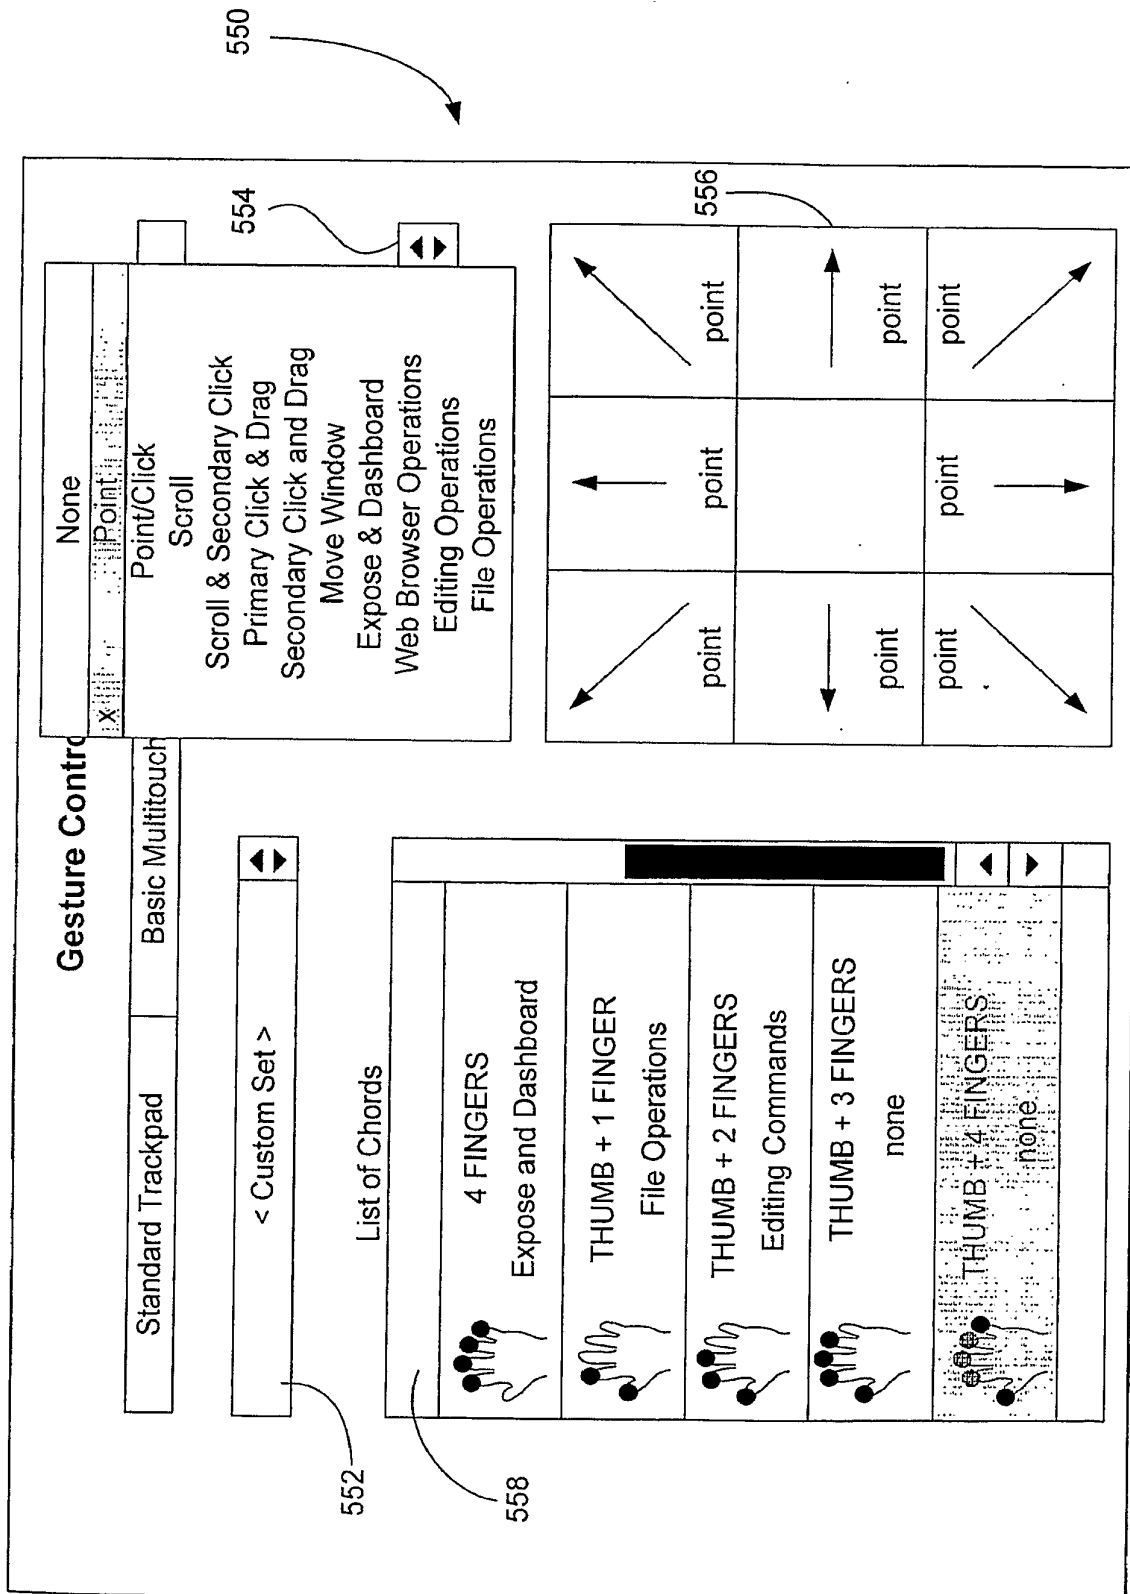 550
Gesture Contro
Standard Trackpad
Basic Multitouch
< Custom Set >
552
List of Chords
558
4 FINGERS
Expose and Dashboard
THUMB + 1 FINGER
File Operations
THUMB + 2 FINGERS
Editing Commands
THUMB + 3 FINGERS
none
THUMB + 4 FINGERS
none
None
X Point
Point/Click
Scroll
Scroll & Secondary Click
Primary Click & Drag
Secondary Click and Drag
Move Window
Expose & Dashboard
Web Browser Operations
Editing Operations
File Operations
554
556
point point point
point point
point point point